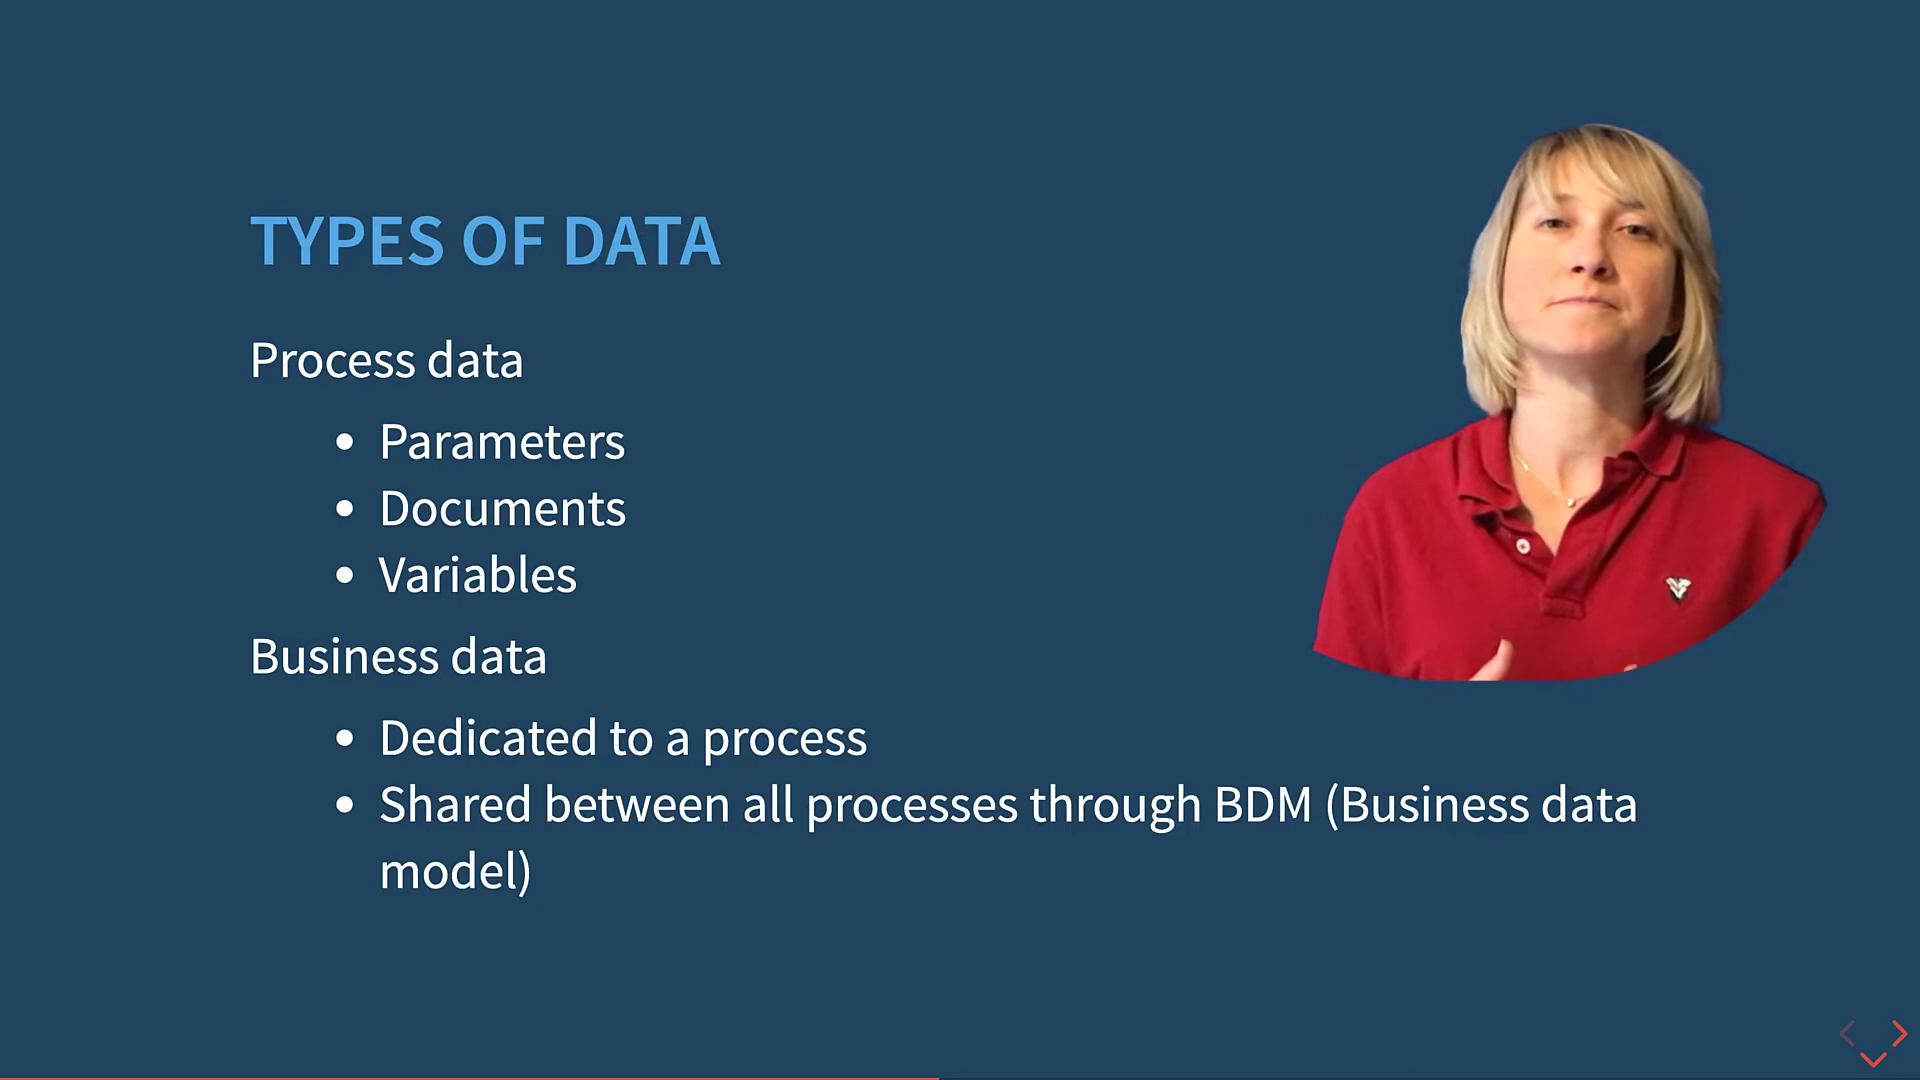 TYPES OF DATA
Process data
• Parameters
• Documents
• Variables
Business data
• Dedicated to a process
• Shared between all processes through BDM (Business data
model)